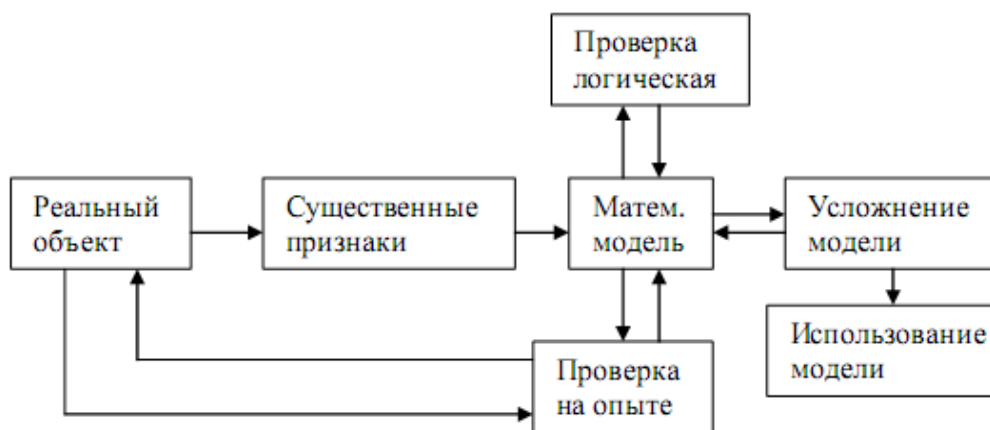 Проверка
логическая
Реальный
объект
Существенные
признаки
Матем.
модель
Усложнение
модели
Использование
модели
Проверка
на опыте